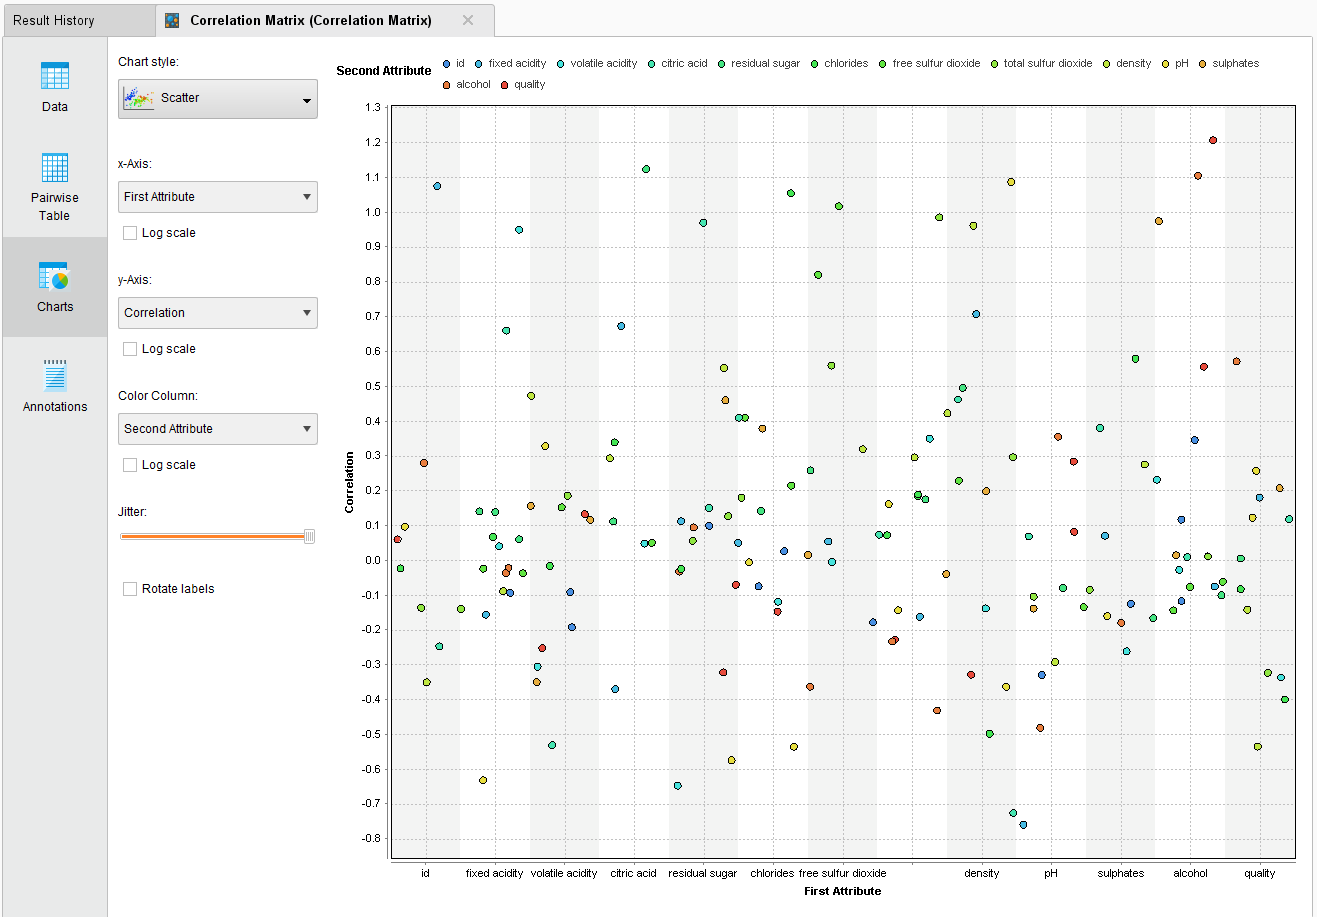 Result History
Correlation Matrix (Correlation Matrix)
Data
Pairwise
Table
Charts
Annotations
Chart style:
Scatter
x-Axis:
First Attribute
Log scale
y-Axis:
Correlation
Log scale
Color Column:
Second Attribute
Log scale
Jitter:
Rotate labels
Second Attribute id fixed acidity volatile acidity citric acid residual sugar chlorides free sulfur dioxide total sulfur dioxide density pH sulphates
alcohol quality
1.3
1.2
1.1
1.0
0.9
0.8
0.7
0.6
0.5
0.4
0.3
0.2
0.1
0.0
-0.1
-0.2
-0.3
-0.4
-0.5
-0.6
-0.7
-0.8
Correlation
id fixed acidity volatile acidity citric acid residual sugar chlorides free sulfur dioxide density pH sulphates alcohol quality
First Attribute